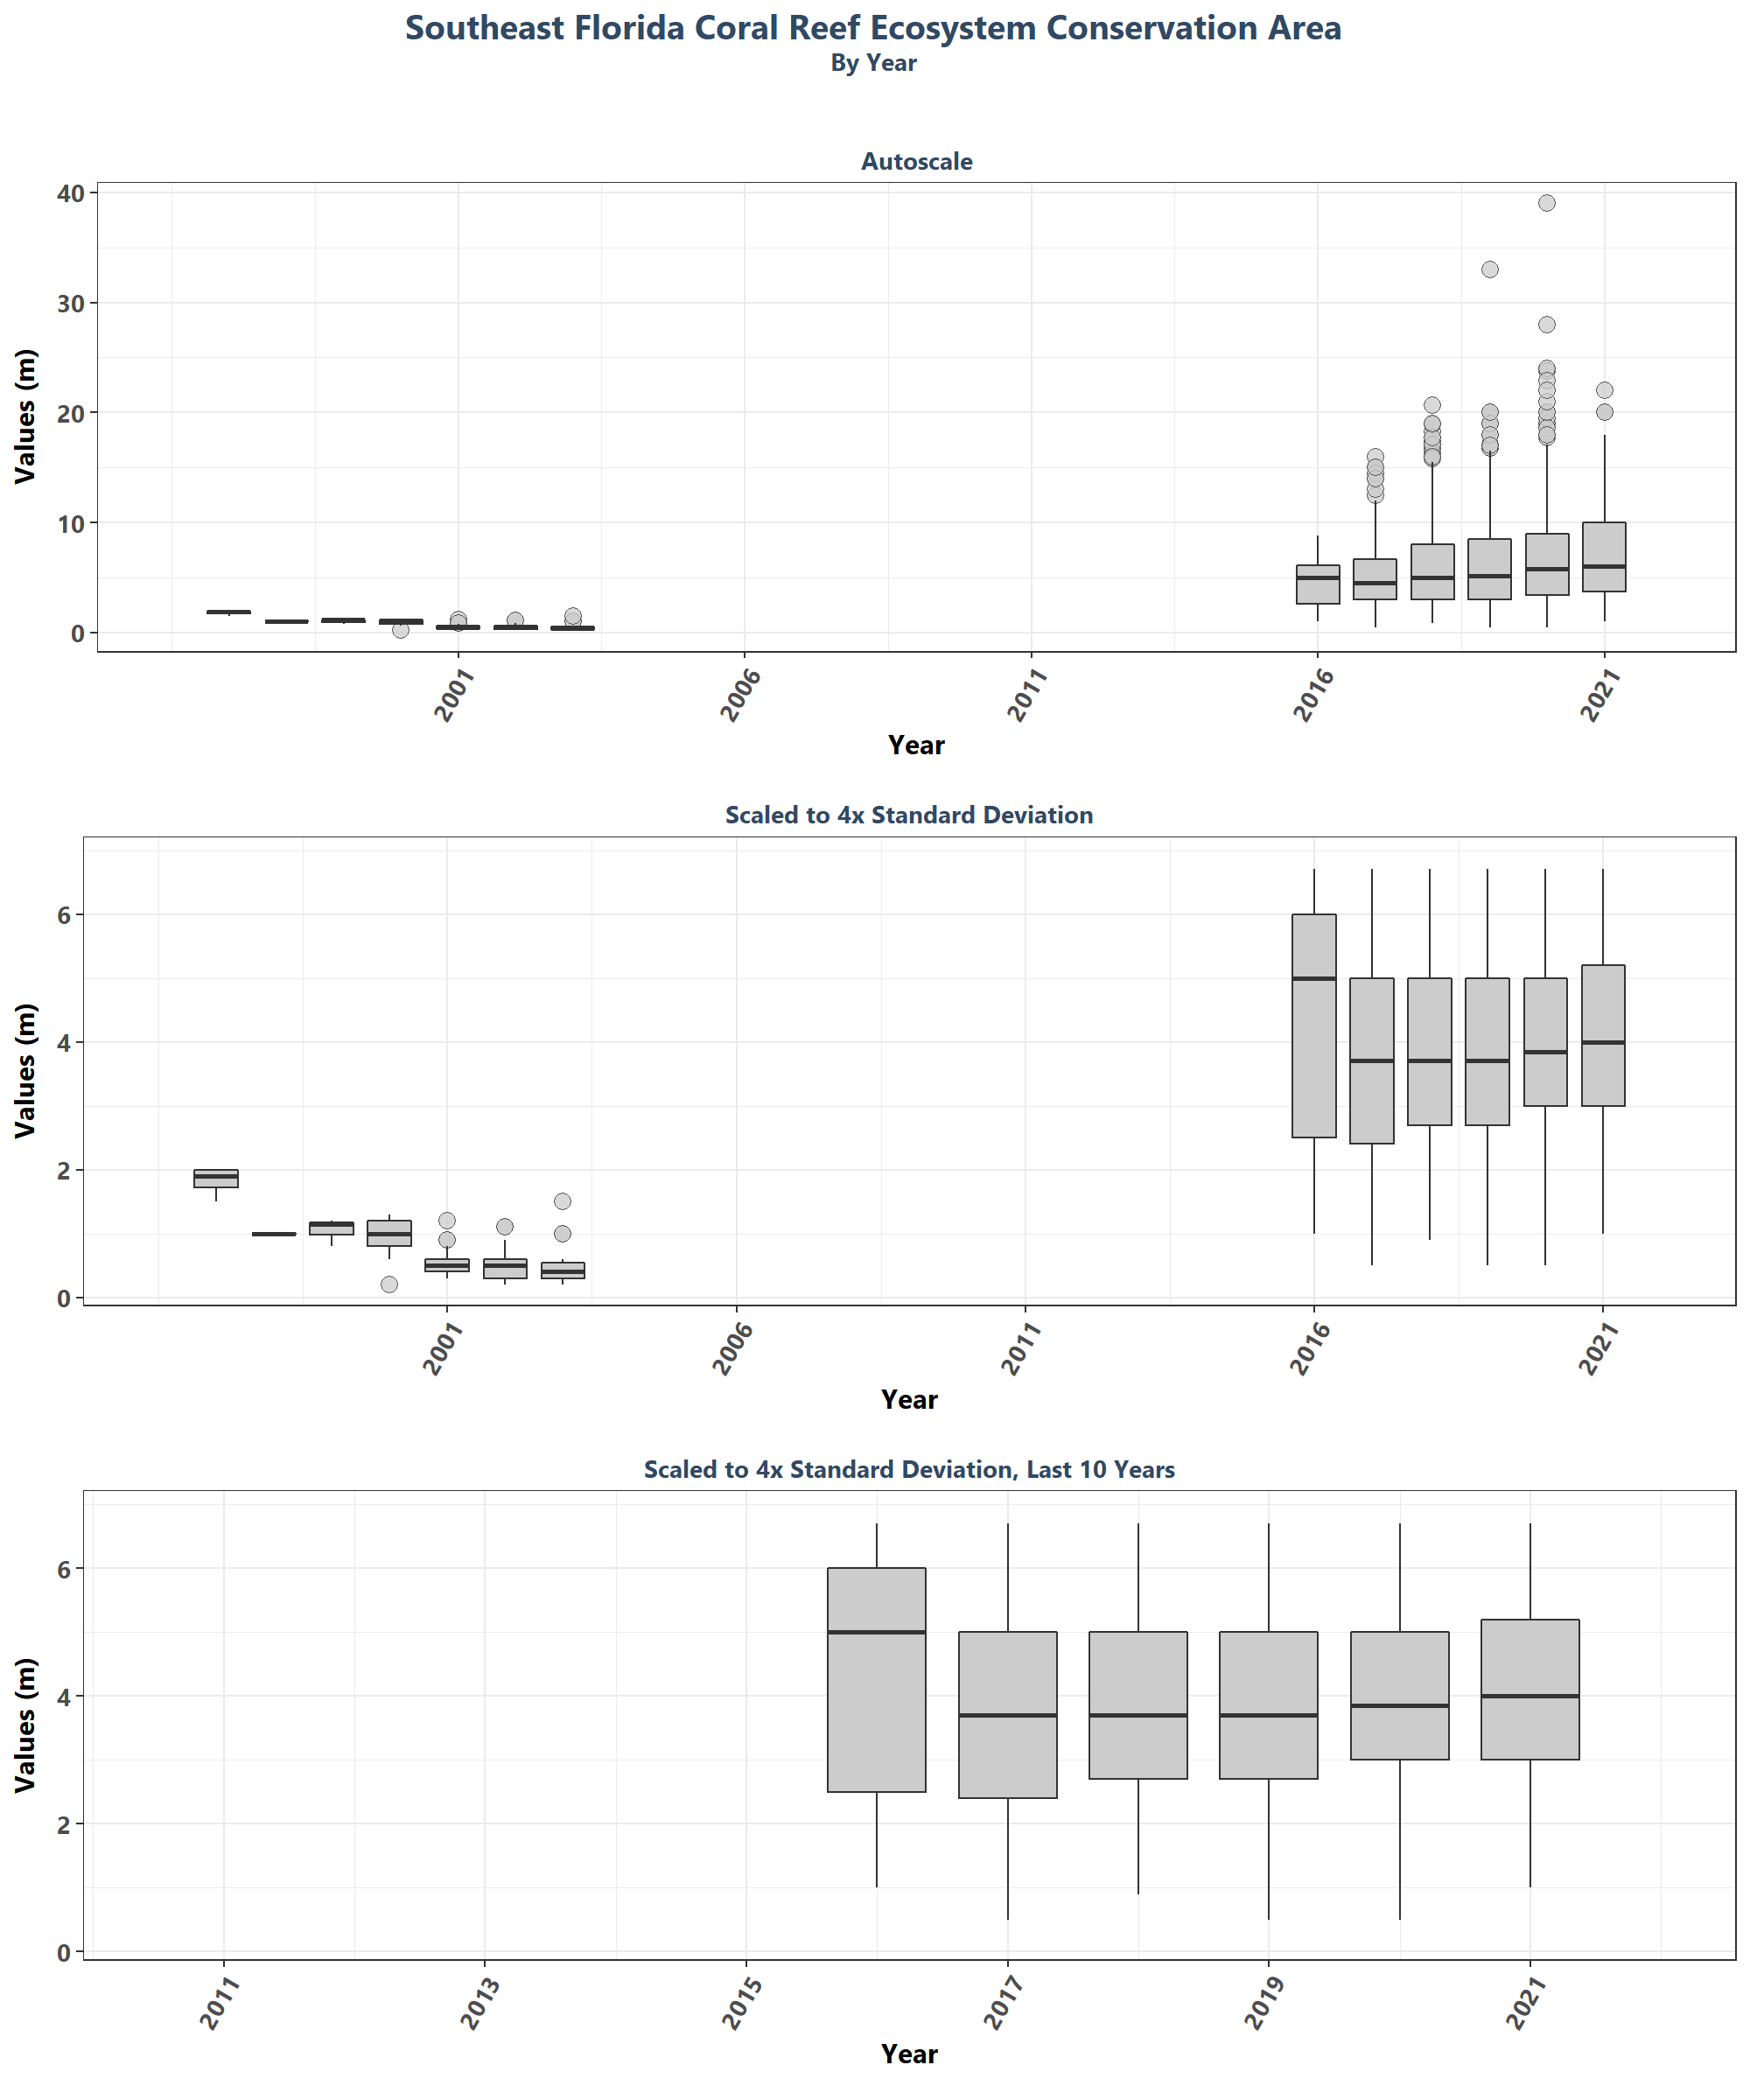 Southeast Florida Coral Reef Ecosystem Conservation Area
By Year
Autoscale
Values (m)
40
30
20
10
0
2001
2006
2011
2016
2021
Year
Scaled to 4x Standard Deviation
Values (m)
6
4
2
0
2001
2006
2011
2016
2021
Year
Scaled to 4x Standard Deviation, Last 10 Years
Values (m)
6
4
2
0
2011
2013
2015
2017
2019
2021
Year